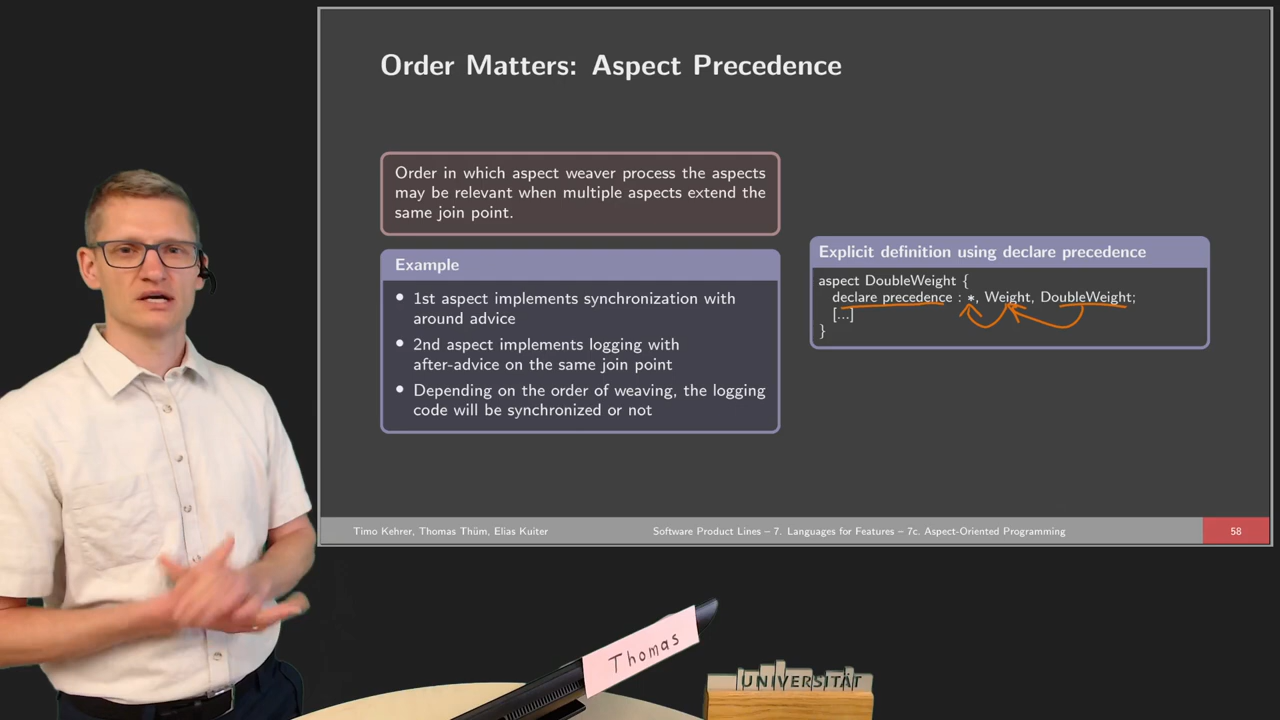 Order Matters: Aspect Precedence
Order in which aspect weaver process the aspects
may be relevant when multiple aspects extend the
same join point.
Example
• 1st aspect implements synchronization with
around advice
• 2nd aspect implements logging with
after-advice on the same join point
• Depending on the order of weaving, the logging
code will be synchronized or not
Explicit definition using declare precedence
aspect DoubleWeight {
declare precedence : *, Weight, DoubleWeight;
[...]
}
Timo Kehrer, Thomas Thüm, Elias Kuiter
Software Product Lines – 7. Languages for Features – 7c. Aspect-Oriented Programming
58
Thomas
UNIVERSITÄT